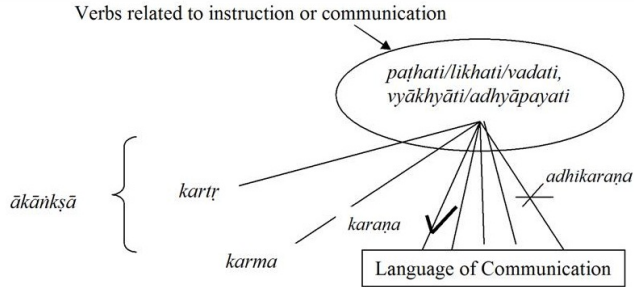 Verbs related to instruction or communication
paṭhati/likhati/vadati,
vyākhyāti/adhyāpayati
adhikaraṇa
kartṛ
ākāṅkṣā
karaṇa
karma
Language of Communication